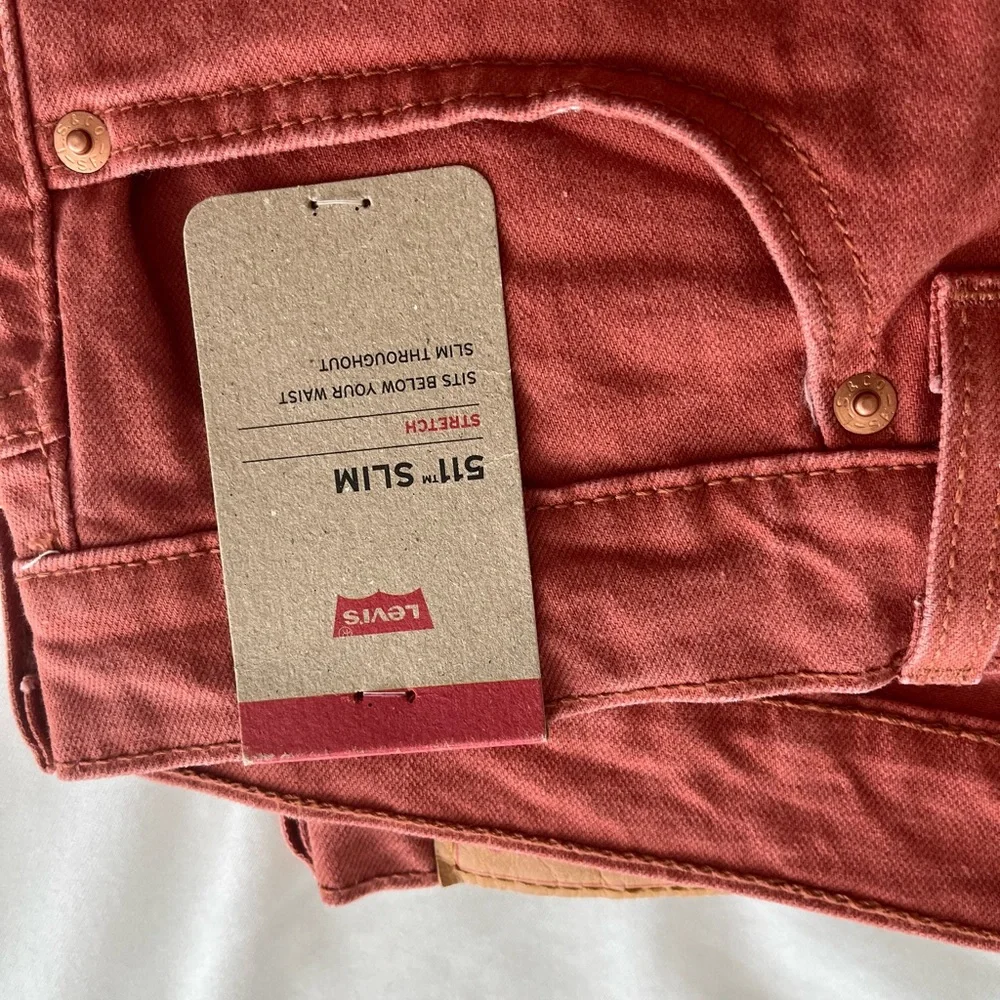 LEVI'S®
511™ SLIM
STRETCH
SITS BELOW YOUR WAIST
SLIM THROUGHOUT